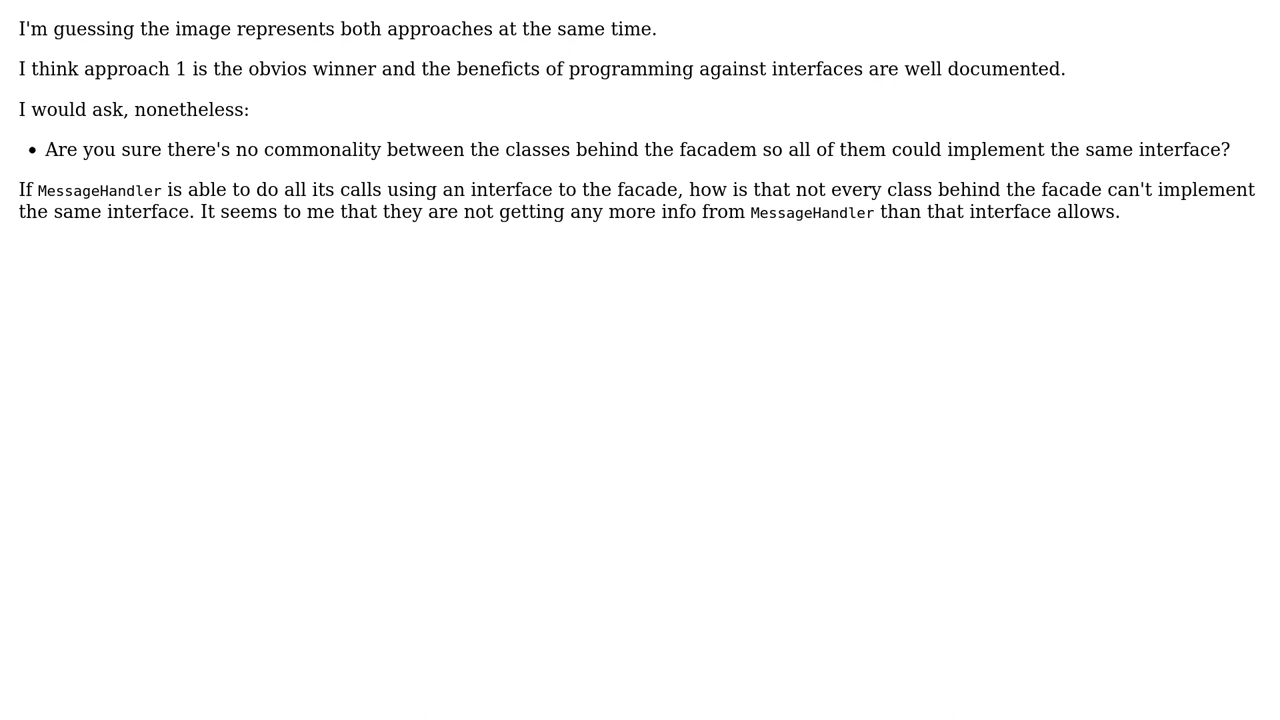 I'm guessing the image represents both approaches at the same time.
I think approach 1 is the obvios winner and the beneficts of programming against interfaces are well documented.
I would ask, nonetheless:
• Are you sure there's no commonality between the classes behind the facadem so all of them could implement the same interface?
If MessageHandler is able to do all its calls using an interface to the facade, how is that not every class behind the facade can't implement
the same interface. It seems to me that they are not getting any more info from MessageHandler than that interface allows.